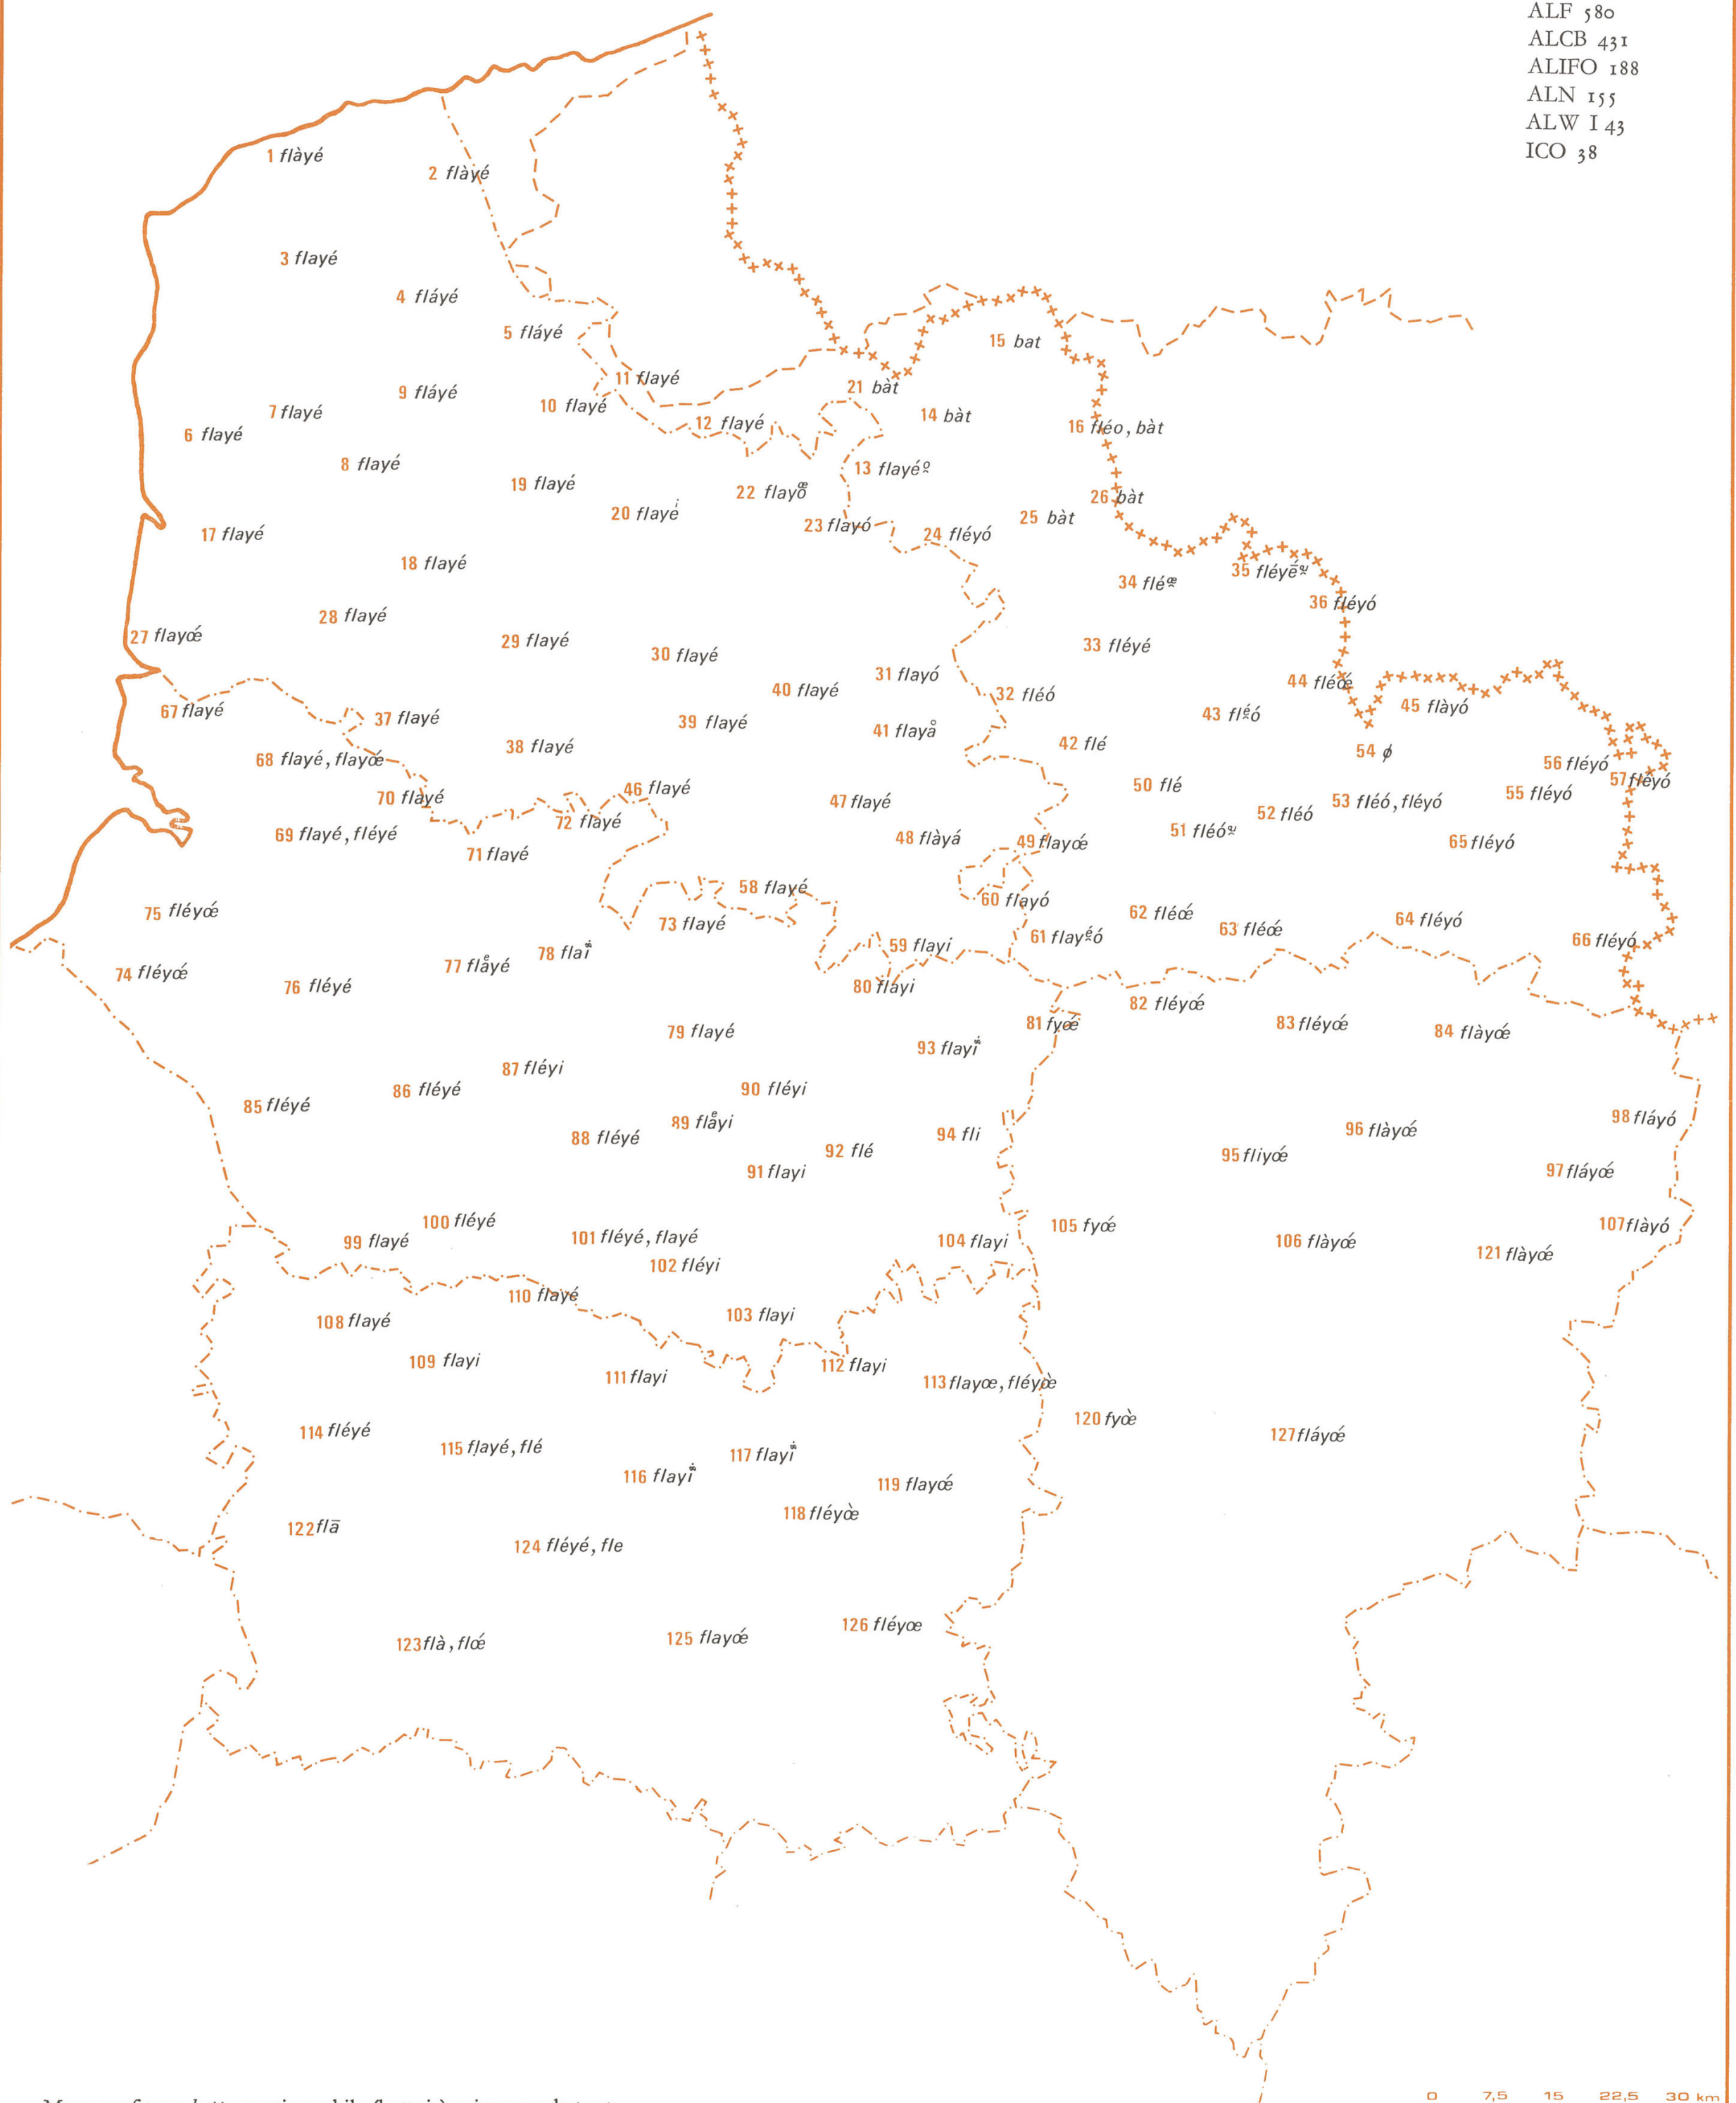 ALF 580
ALCB 431
ALIFO 188
ALN 155
ALW I 43
ICO 38
1 flàyé
2 flàyé
3 flayé
4 fláyé
5 fláyé
15 bat
11 flayé
21 bàt
9 fláyé
10 flayé
7 flayé
14 bàt
12 flayé
16 fléo, bàt
6 flayé
8 flayé
13 flayé
19 flayé
22
26 bàt
20 flayé
25 bàt
23 flayó
17 flayé
24 fléyó
18 flayé
35
34 flé
36 fléyó
28 flayé
27 flayœ́
29 flayé
33 fléyé
30 flayé
31 flayó
44 fléœ́
40 flayé
32 fléó
45 flàyó
67 flayé
43
37 flayé
39 flayé
41
42 flé
38 flayé
54 ϕ
68 flayé, flayœ́
56 fléyó
57 fléyó
50 flé
46 flayé
55 fléyó
70 flayé
47 flayé
53 fléó, fléyó
52 fléó
72 flayé
51 fléó
69 flayé, fléyé
48 flàyá
49 flayœ́
65 fléyó
71 flayé
58 flayé
60 flayó
75 fléyœ́
62 fléœ́
64 fléyó
73 flayé
63 fléœ́
61
66 fléyó
59 flayi
78
77
74 fléyœ́
76 fléyé
80 flayi
82 fléyœ́
81 fyœ́
83 fléyœ́
79 flayé
84 flàyœ́
93
87 fléyi
86 fléyé
90 fléyi
85 fléyé
98 fláyó
89
96 flàyœ́
94 fli
88 fléyé
92 flé
95 fliyœ́
91 flayi
97 fláyœ́
100 fléyé
105 fyœ́
107 flàyó
101 fléyé, flayé
99 flayé
104 flayi
106 flàyœ́
121 flàyœ́
102 fléyi
110 flayé
103 flayi
108 flayé
109 flayi
112 flayi
111 flayi
113 flayœ, fléyœ̀
120 fyœ̀
114 fléyé
127 fláyœ́
115 flayé, flé
117
116
119 flayœ́
118 fléyœ̀
122 flā
124 fléyé, fle
126 fléyœ
125 flayœ́
123 flà, flœ́
0 7,5 15 22,5 30 km